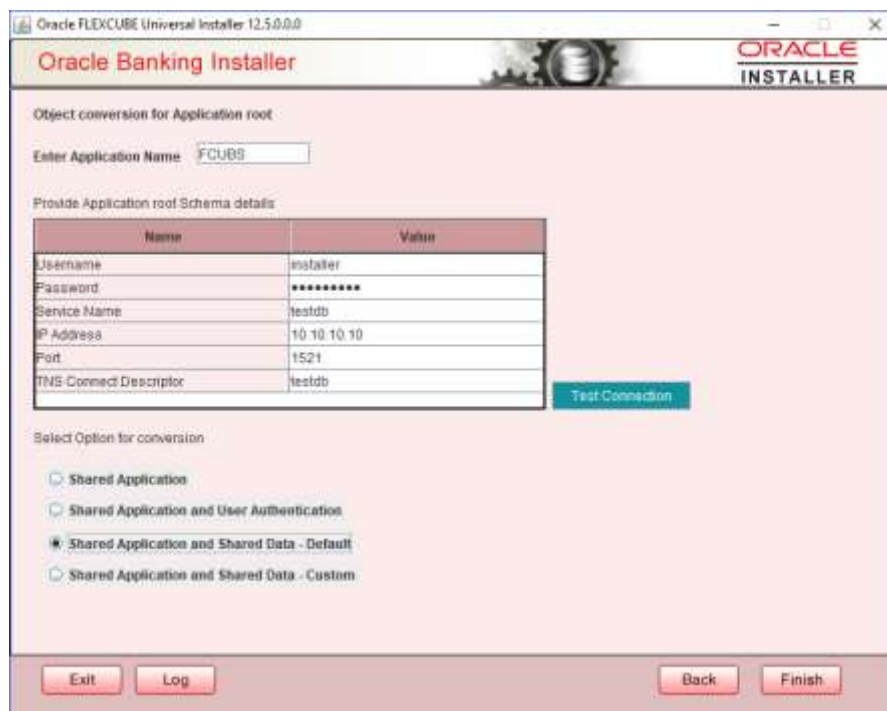 Oracle FLEXCUBE Universal Installer 12.5.0.0.0
Oracle Banking Installer
ORACLE
INSTALLER
Object conversion for Application root
Enter Application Name FCUBS
Provide Application root Schema details
Name Value
Username installer
Password •••••••••
Service Name testdb
IP Address 10.10.10.10
Port 1521
TNS Connect Descriptor testdb
Test Connection
Select Option for conversion
Shared Application
Shared Application and User Authentication
Shared Application and Shared Data - Default
Shared Application and Shared Data - Custom
Exit Log Back Finish